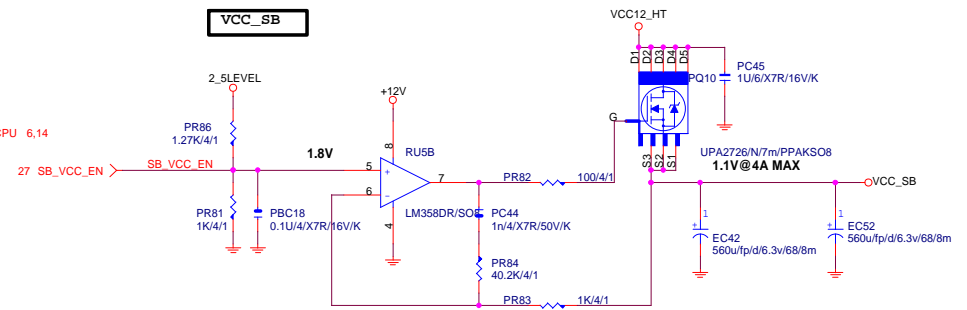 VCC_SB
VCC12_HT
2_5LEVEL
+12V
D1
D2
D3
D4
D5
PC45
1U/6/X7R/16V/K
PQ10
CPU 6,14
PR86
1.27K/4/1
G
8
RU5B
1.8V
S3
S2
S1
UPA2726/N/7m/PPAKSO8
1.1V@4A MAX
27 SB_VCC_EN
SB_VCC_EN
5
+
7
PR82
100/4/1
VCC_SB
6
-
PR81
1K/4/1
PBC18
0.1U/4/X7R/16V/K
4
LM358DR/SO8
PC44
1n/4/X7R/50V/K
+
1
EC42
560u/fp/d/6.3v/68/8m
+
1
EC52
560u/fp/d/6.3v/68/8m
PR84
40.2K/4/1
PR83
1K/4/1